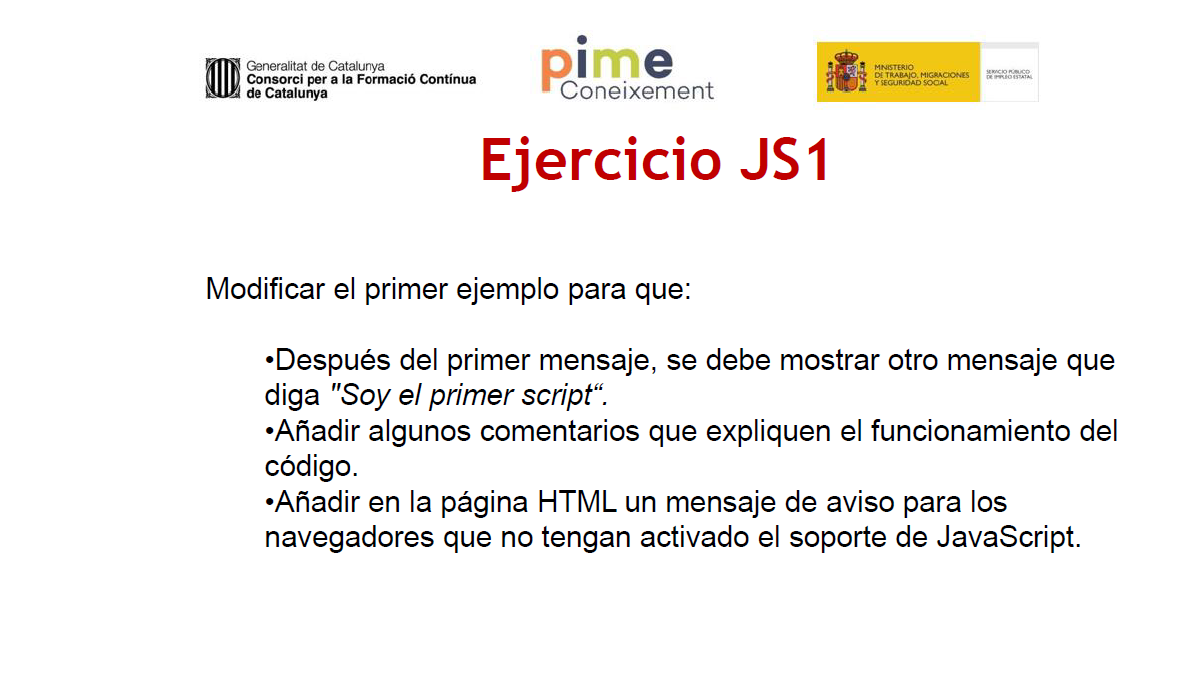 Generalitat de Catalunya
Consorci per a la Formació Contínua
de Catalunya
pime
Coneixement
MINISTERIO
DE TRABAJO, MIGRACIONES
Y SEGURIDAD SOCIAL
SERVICIO PÚBLICO
DE EMPLEO ESTATAL
Ejercicio JS1
Modificar el primer ejemplo para que:
•Después del primer mensaje, se debe mostrar otro mensaje que
diga "Soy el primer script“.
•Añadir algunos comentarios que expliquen el funcionamiento del
código.
•Añadir en la página HTML un mensaje de aviso para los
navegadores que no tengan activado el soporte de JavaScript.